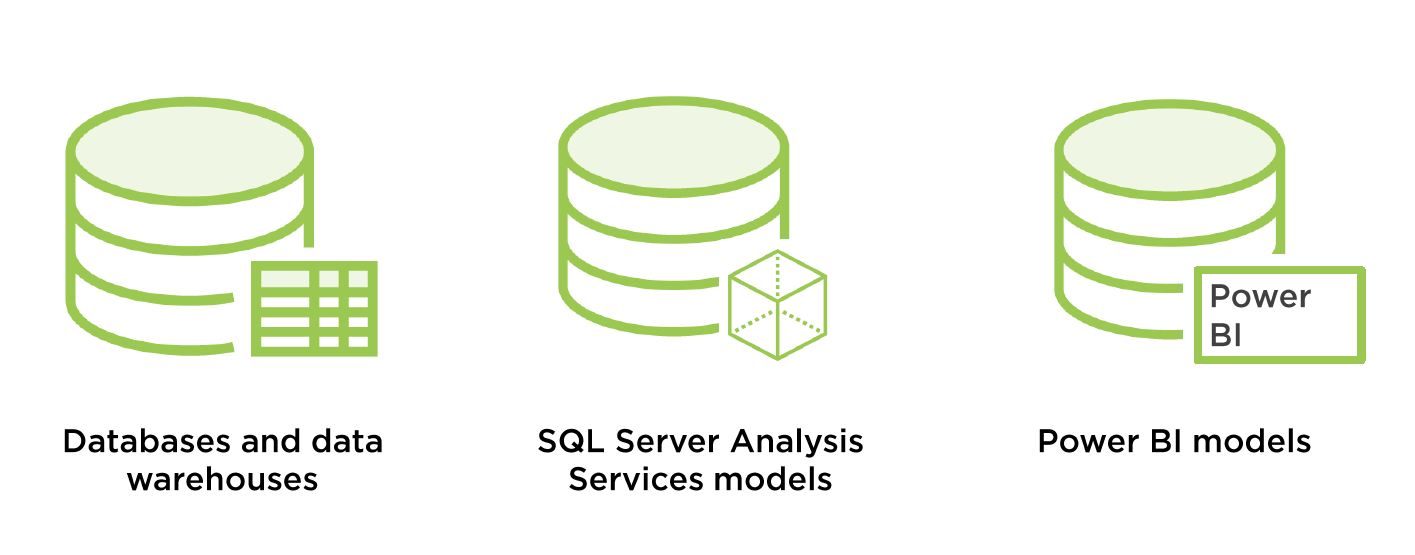 Power
BI
Databases and data
warehouses
SQL Server Analysis
Services models
Power BI models